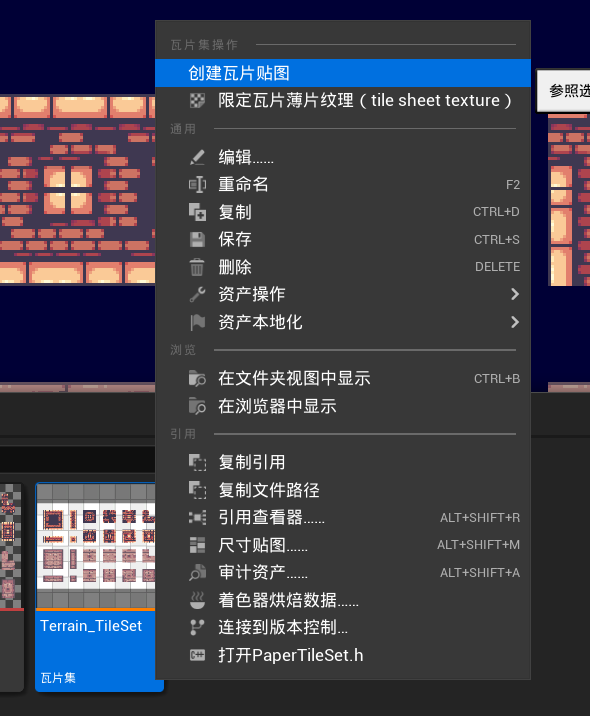 瓦片集操作
创建瓦片贴图
限定瓦片薄片纹理（tile sheet texture）
参照选
通用
编辑……
重命名 F2
复制 CTRL+D
保存 CTRL+S
删除 DELETE
资产操作
资产本地化
浏览
在文件夹视图中显示 CTRL+B
在浏览器中显示
引用
复制引用
复制文件路径
引用查看器…… ALT+SHIFT+R
尺寸贴图…… ALT+SHIFT+M
审计资产…… ALT+SHIFT+A
着色器烘焙数据……
连接到版本控制...
打开PaperTileSet.h
Terrain_TileSet
瓦片集